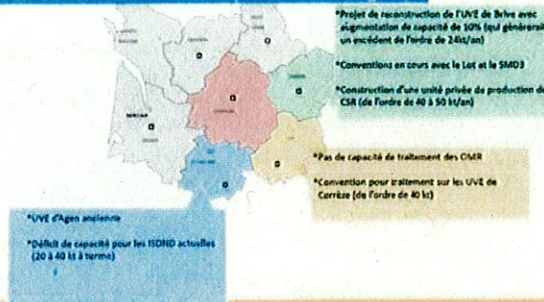 *Projet de reconstruction de l'UVE de Brive avec
augmentation de capacité de 10% (qui générerait
un excédent de l'ordre de 24kt/an)
*Conventions en cours avec le Lot et le SMD3
*Construction d'une unité privée de production de
CSR (de l'ordre de 40 à 50 kt/an)
*Pas de capacité de traitement des OMR
*Convention pour traitement sur les UVE de
Corrèze (de l'ordre de 40 kt)
*UVE d'Agen ancienne
*Déficit de capacité pour les ISDND actuelles
(20 à 40 kt à terme)